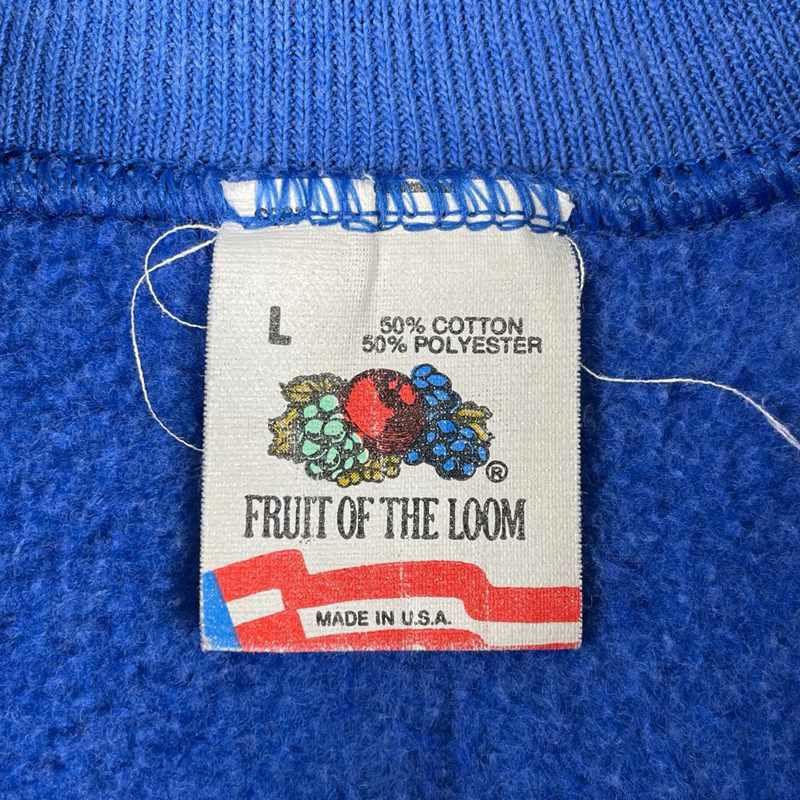 L
50% COTTON
50% POLYESTER
®
FRUIT OF THE LOOM
MADE IN U.S.A.